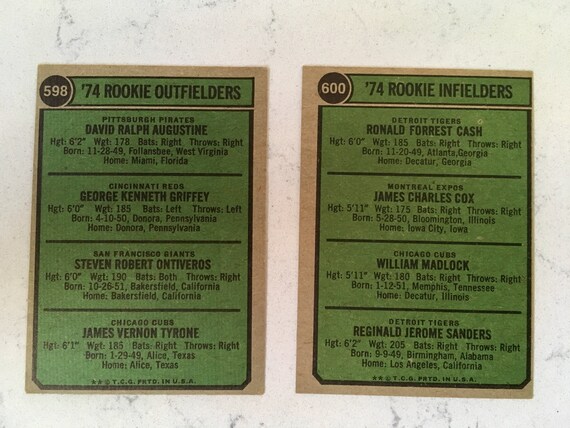 598
'74 ROOKIE OUTFIELDERS
PITTSBURGH PIRATES
DAVID RALPH AUGUSTINE
Hgt: 6'2" Wgt: 178 Bats: Right Throws: Right
Born: 11-28-49, Follansbee, West Virginia
Home: Miami, Florida
CINCINNATI REDS
GEORGE KENNETH GRIFFEY
Hgt: 6'0" Wgt: 185 Bats: Left Throws: Left
Born: 4-10-50, Donora, Pennsylvania
Home: Donora, Pennsylvania
SAN FRANCISCO GIANTS
STEVEN ROBERT ONTIVEROS
Hgt: 6'0" Wgt: 190 Bats: Both Throws: Right
Born: 10-26-51, Bakersfield, California
Home: Bakersfield, California
CHICAGO CUBS
JAMES VERNON TYRONE
Hgt: 6'1" Wgt: 185 Bats: Right Throws: Right
Born: 1-29-49, Alice, Texas
Home: Alice, Texas
★★ © T.C.G. PRTD. IN U.S.A.
600
'74 ROOKIE INFIELDERS
DETROIT TIGERS
RONALD FORREST CASH
Hgt: 6'0" Wgt: 185 Bats: Right Throws: Right
Born: 11-20-49, Atlanta, Georgia
Home: Decatur, Georgia
MONTREAL EXPOS
JAMES CHARLES COX
Hgt: 5'11" Wgt: 175 Bats: Right Throws: Right
Born: 5-28-50, Bloomington, Illinois
Home: Iowa City, Iowa
CHICAGO CUBS
WILLIAM MADLOCK
Hgt: 5'11" Wgt: 180 Bats: Right Throws: Right
Born: 1-12-51, Memphis, Tennessee
Home: Decatur, Illinois
DETROIT TIGERS
REGINALD JEROME SANDERS
Hgt: 6'2" Wgt: 205 Bats: Right Throws: Right
Born: 9-9-49, Birmingham, Alabama
Home: Los Angeles, California
★★ © T.C.G. PRTD. IN U.S.A.